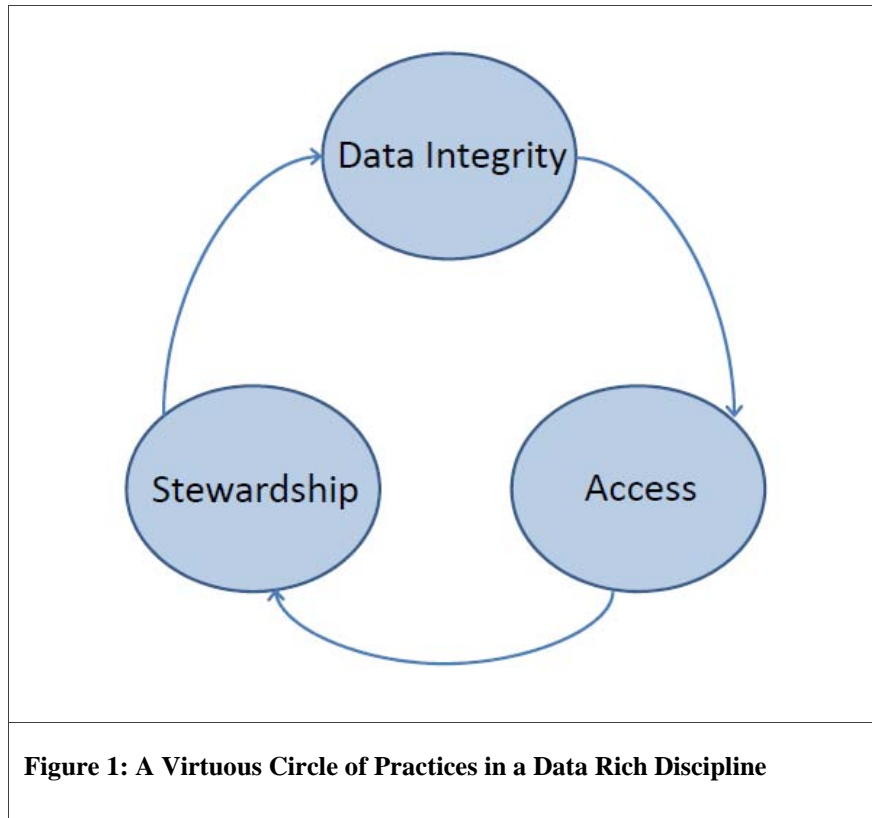 Data Integrity
Stewardship
Access
Figure 1: A Virtuous Circle of Practices in a Data Rich Discipline